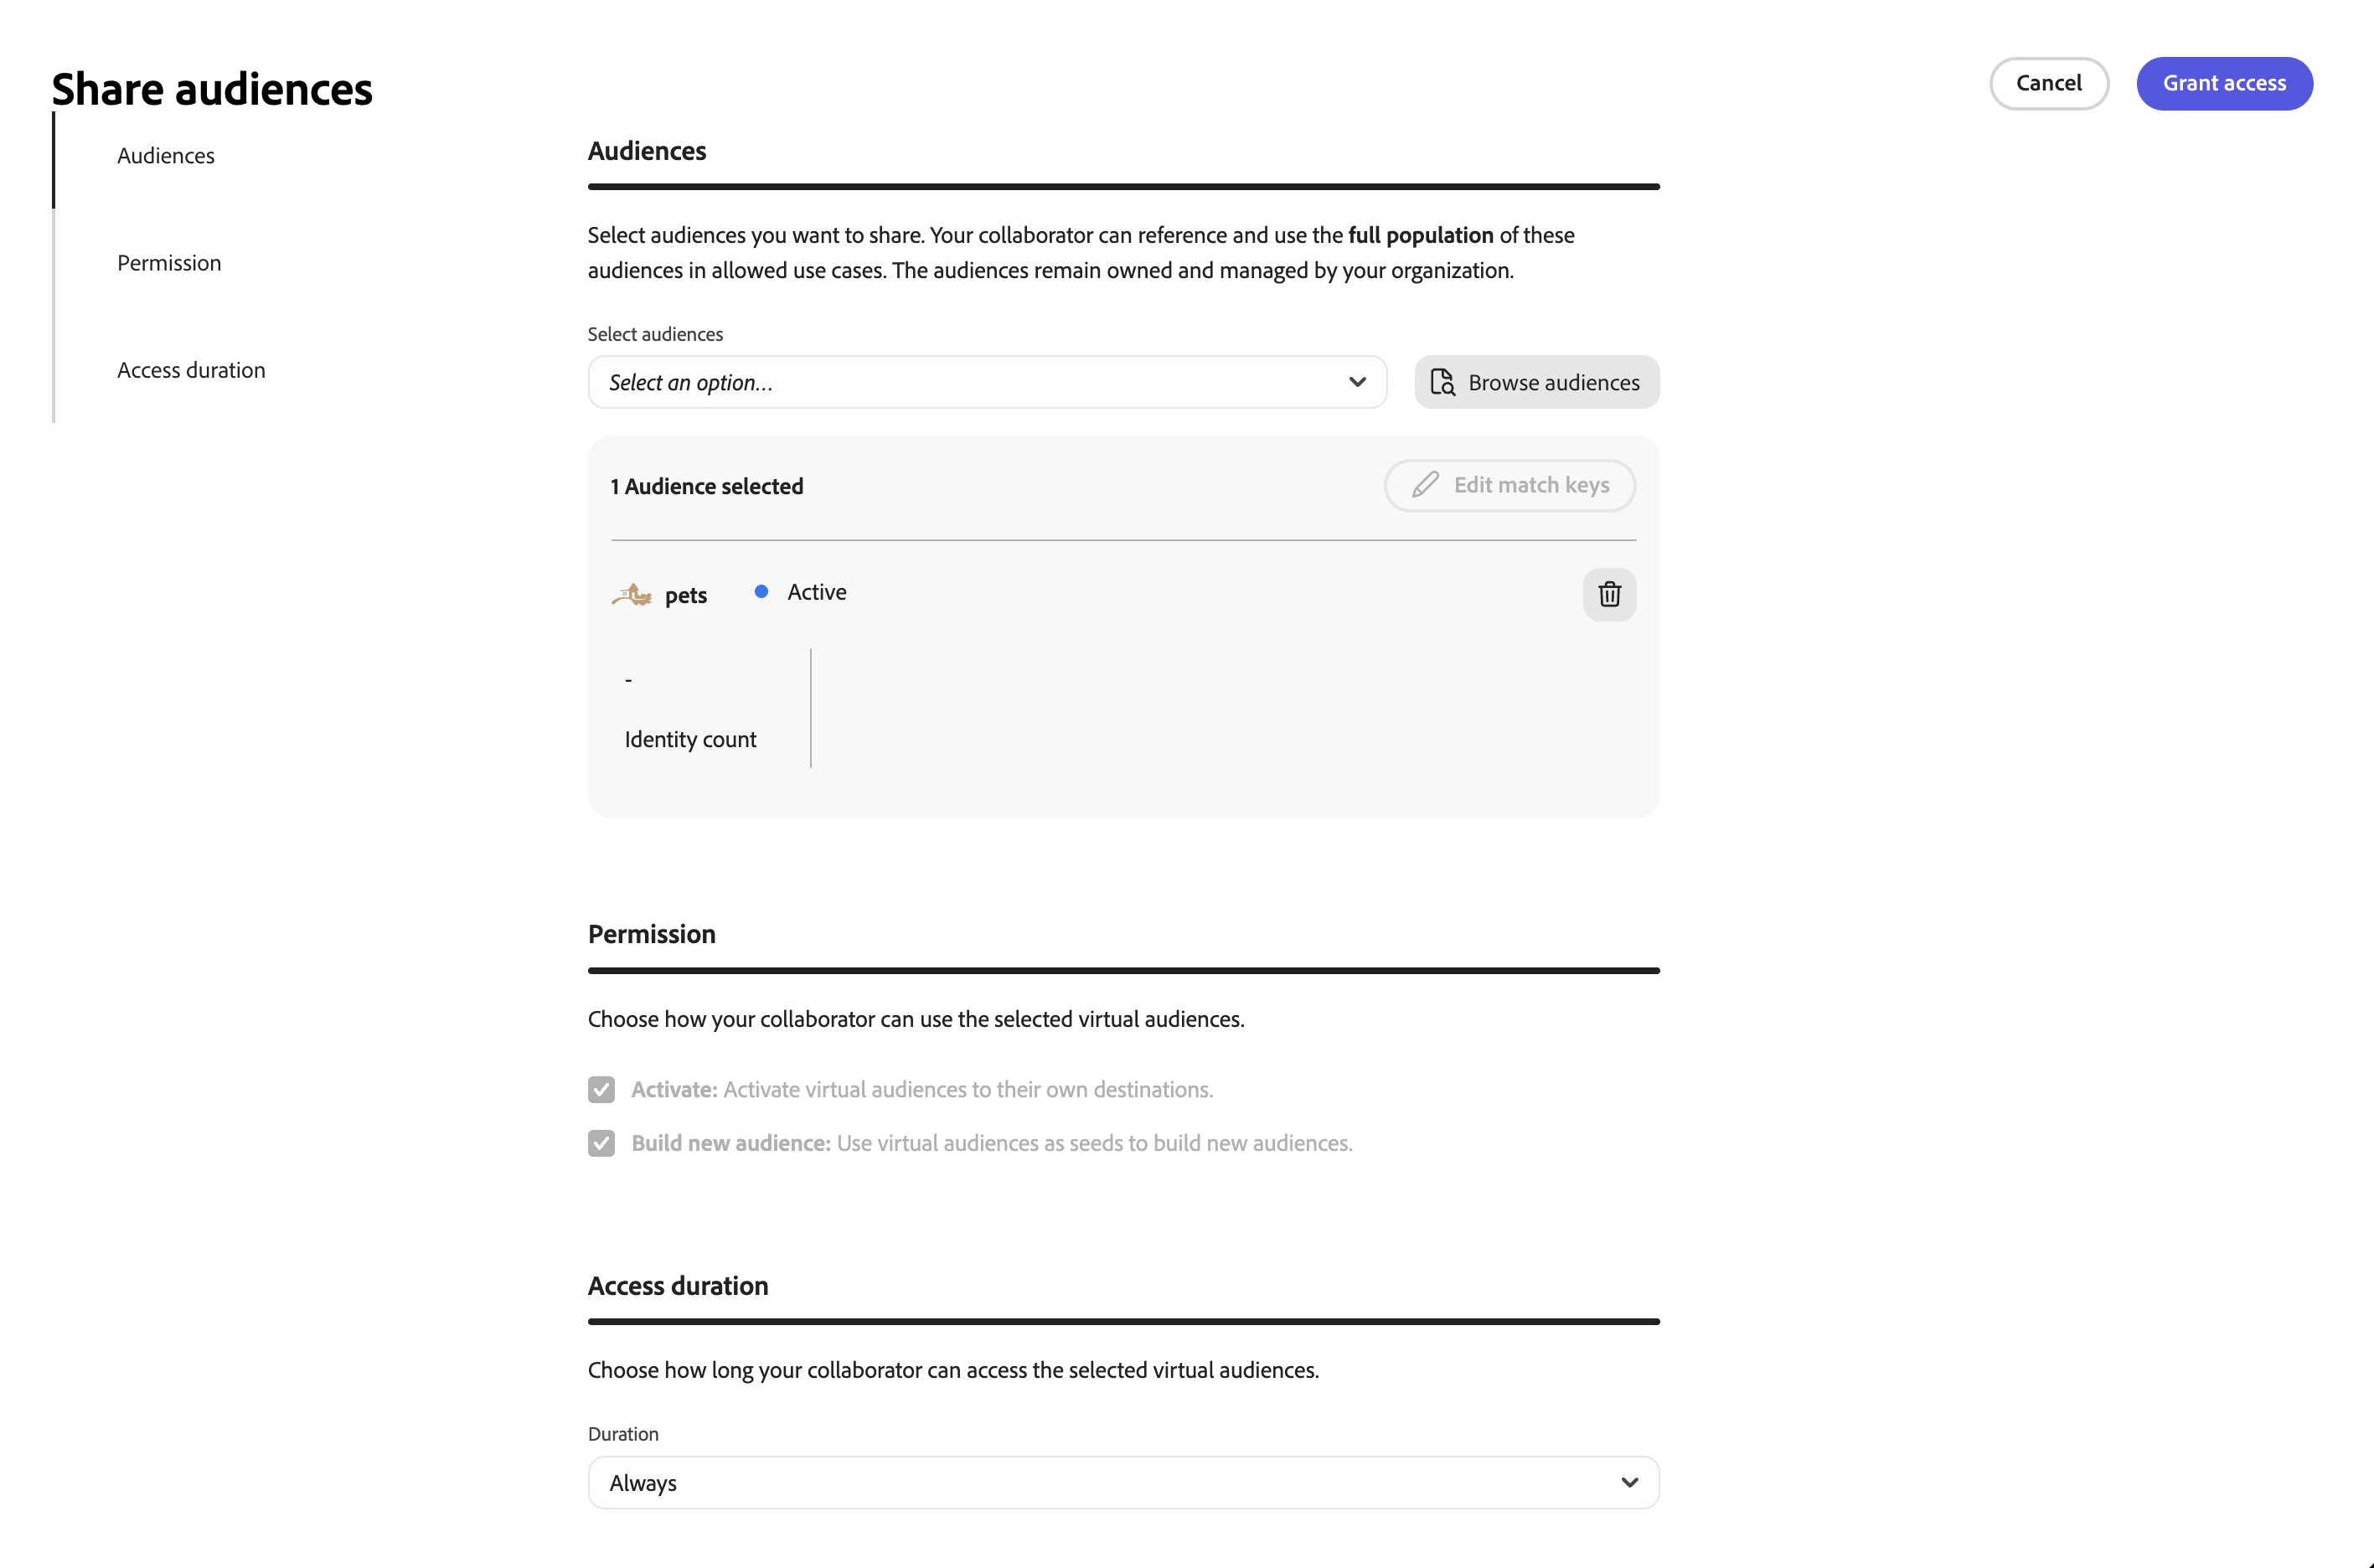 Share audiences
Cancel
Grant access
Audiences
Permission
Access duration
Audiences
Select audiences you want to share. Your collaborator can reference and use the full population of these
audiences in allowed use cases. The audiences remain owned and managed by your organization.
Select audiences
Select an option...
Browse audiences
1 Audience selected
Edit match keys
pets
Active
-
Identity count
Permission
Choose how your collaborator can use the selected virtual audiences.
Activate: Activate virtual audiences to their own destinations.
Build new audience: Use virtual audiences as seeds to build new audiences.
Access duration
Choose how long your collaborator can access the selected virtual audiences.
Duration
Always